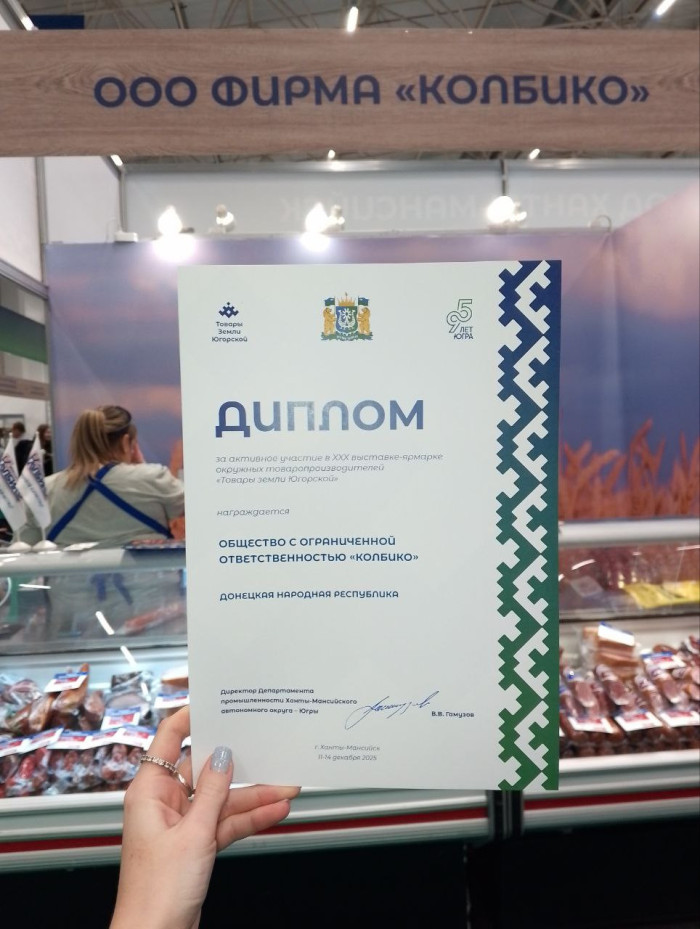 ООО ФИРМА «КОЛБИКО»
Товары
Земли
Югорской
95
ЛЕТ
ЮГРА
ДИПЛОМ
за активное участие в XXX выставке-ярмарке
окружных товаропроизводителей
«Товары земли Югорской»
награждается
ОБЩЕСТВО С ОГРАНИЧЕННОЙ
ОТВЕТСТВЕННОСТЬЮ «КОЛБИКО»
ДОНЕЦКАЯ НАРОДНАЯ РЕСПУБЛИКА
Директор Департамента
промышленности Ханты-Мансийского
автономного округа – Югры
В.В. Гомузов
г. Ханты-Мансийск
11-14 декабря 2025